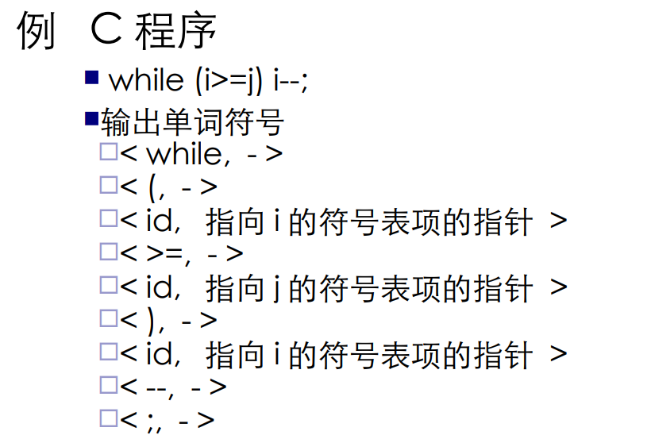 例 C 程序
while (i>=j) i--;
输出单词符号
< while, - >
< (, - >
< id, 指向 i 的符号表项的指针 >
< >=, - >
< id, 指向 j 的符号表项的指针 >
< ), - >
< id, 指向 i 的符号表项的指针 >
< --, - >
< ;, - >